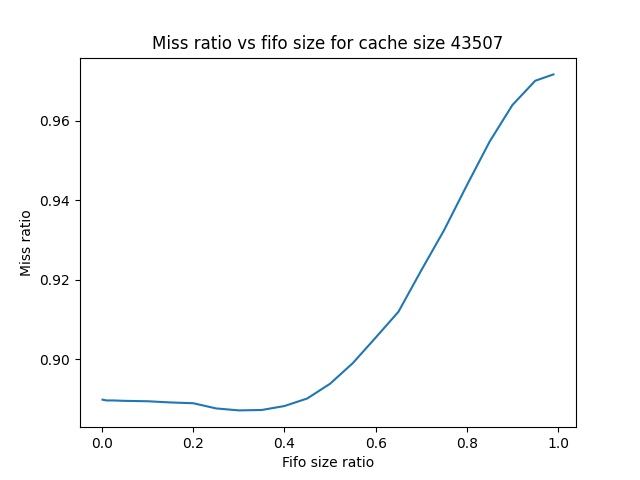 Miss ratio vs fifo size for cache size 43507
Miss ratio
0.96
0.94
0.92
0.90
0.0 0.2 0.4 0.6 0.8 1.0
Fifo size ratio